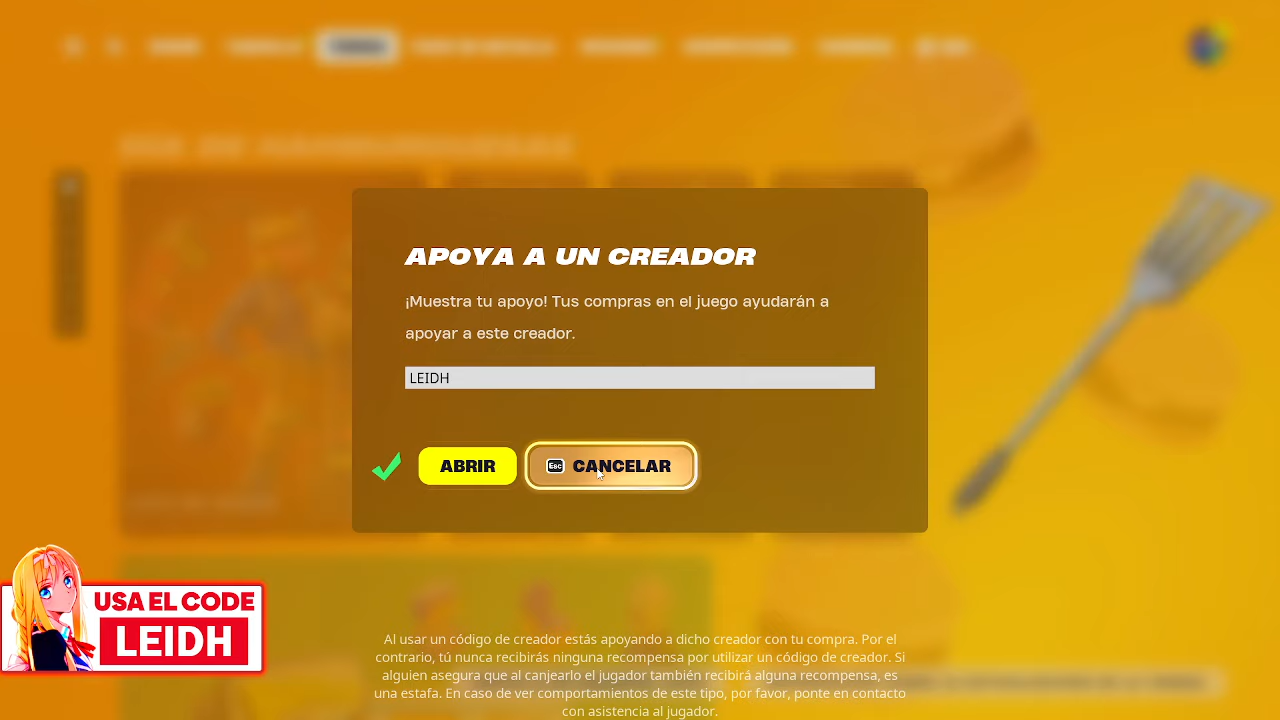 APOYA A UN CREADOR
¡Muestra tu apoyo! Tus compras en el juego ayudarán a
apoyar a este creador.
LEIDH
ABRIR
Esc CANCELAR
USA EL CODE
LEIDH
Al usar un código de creador estás apoyando a dicho creador con tu compra. Por el
contrario, tú nunca recibirás ninguna recompensa por utilizar un código de creador. Si
alguien asegura que al canjearlo el jugador también recibirá alguna recompensa, es
una estafa. En caso de ver comportamientos de este tipo, por favor, ponte en contacto
con asistencia al jugador.